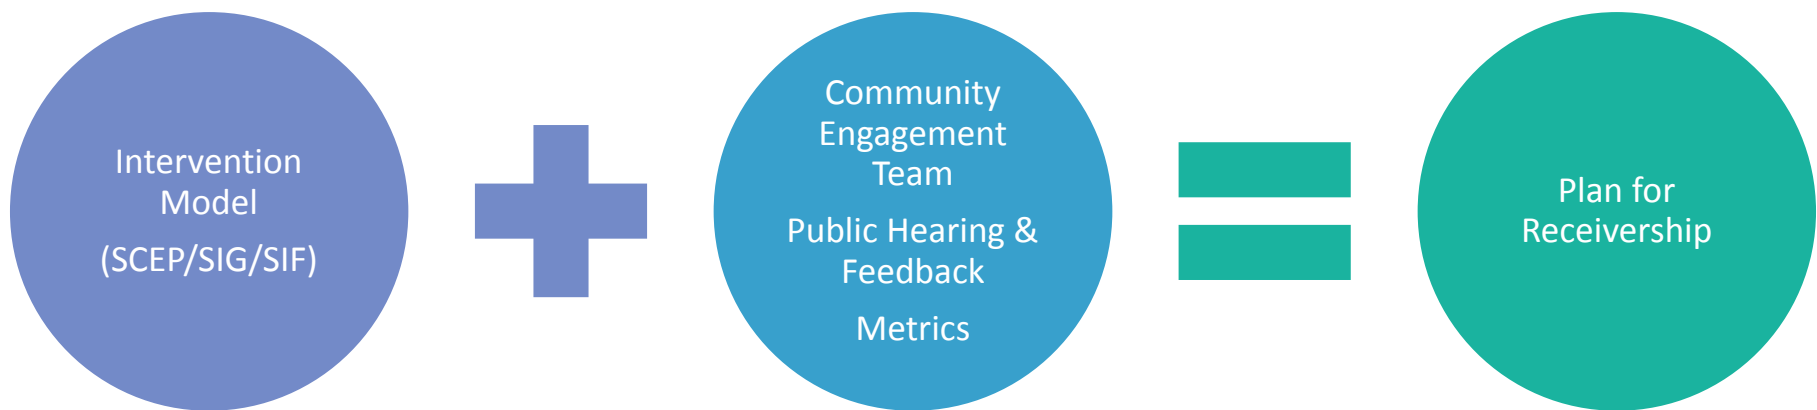 Intervention
Model
(SCEP/SIG/SIF)
Community
Engagement
Team
Public Hearing &
Feedback
Metrics
Plan for
Receivership